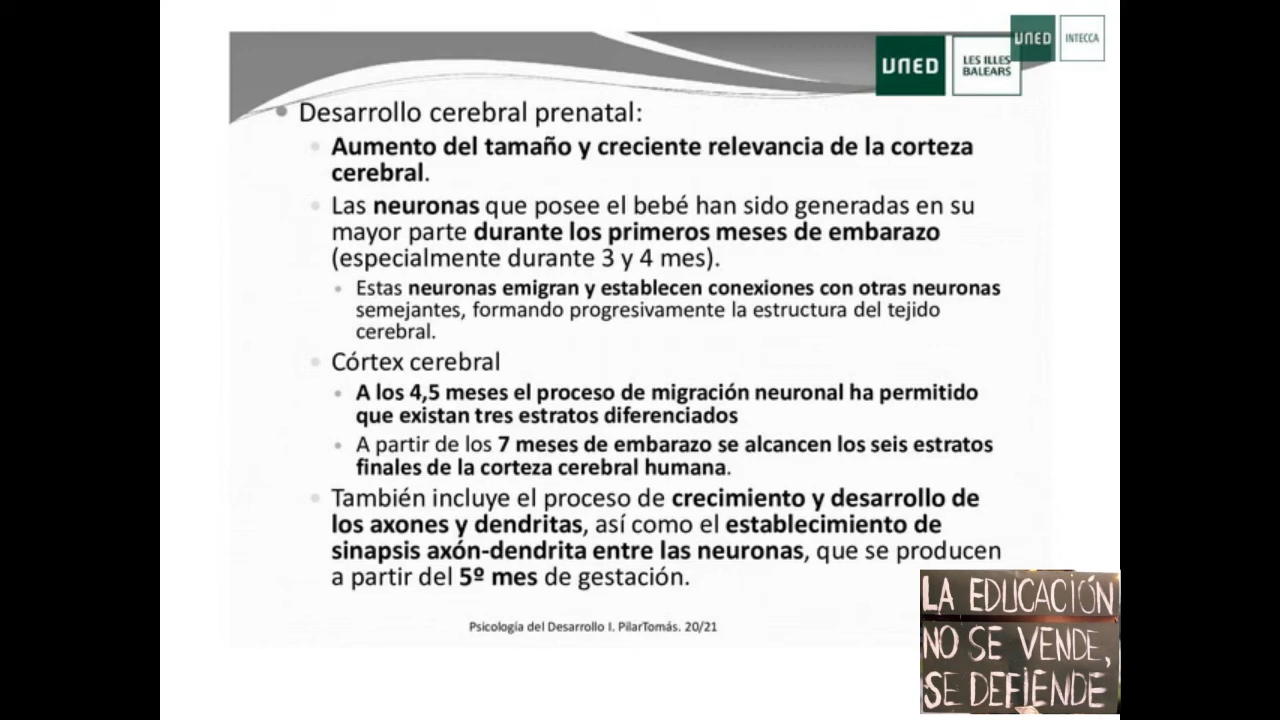 UNED
INTECCA
UNED
LES ILLES
BALEARS
Desarrollo cerebral prenatal:
Aumento del tamaño y creciente relevancia de la corteza
cerebral.
Las neuronas que posee el bebé han sido generadas en su
mayor parte durante los primeros meses de embarazo
(especialmente durante 3 y 4 mes).
Estas neuronas emigran y establecen conexiones con otras neuronas
semejantes, formando progresivamente la estructura del tejido
cerebral.
Córtex cerebral
A los 4,5 meses el proceso de migración neuronal ha permitido
que existan tres estratos diferenciados
A partir de los 7 meses de embarazo se alcancen los seis estratos
finales de la corteza cerebral humana.
También incluye el proceso de crecimiento y desarrollo de
los axones y dendritas, así como el establecimiento de
sinapsis axón-dendrita entre las neuronas, que se producen
a partir del 5º mes de gestación.
Psicología del Desarrollo I. PilarTomás. 20/21
LA EDUCACIÓN
NO SE VENDE,
SE DEFIENDE